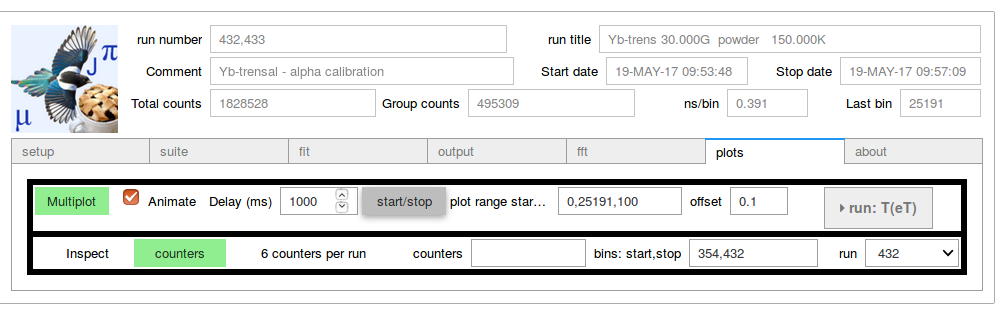 run number 432,433 run title Yb-trens 30.000G powder 150.000K
Comment Yb-trensal - alpha calibration Start date 19-MAY-17 09:53:48 Stop date 19-MAY-17 09:57:09
Total counts 1828528 Group counts 495309 ns/bin 0.391 Last bin 25191
μ J π
setup suite fit output fft plots about
Multiplot Animate Delay (ms) 1000 start/stop plot range star... 0,25191,100 offset 0.1 run: T(eT)
Inspect counters 6 counters per run counters bins: start,stop 354,432 run 432